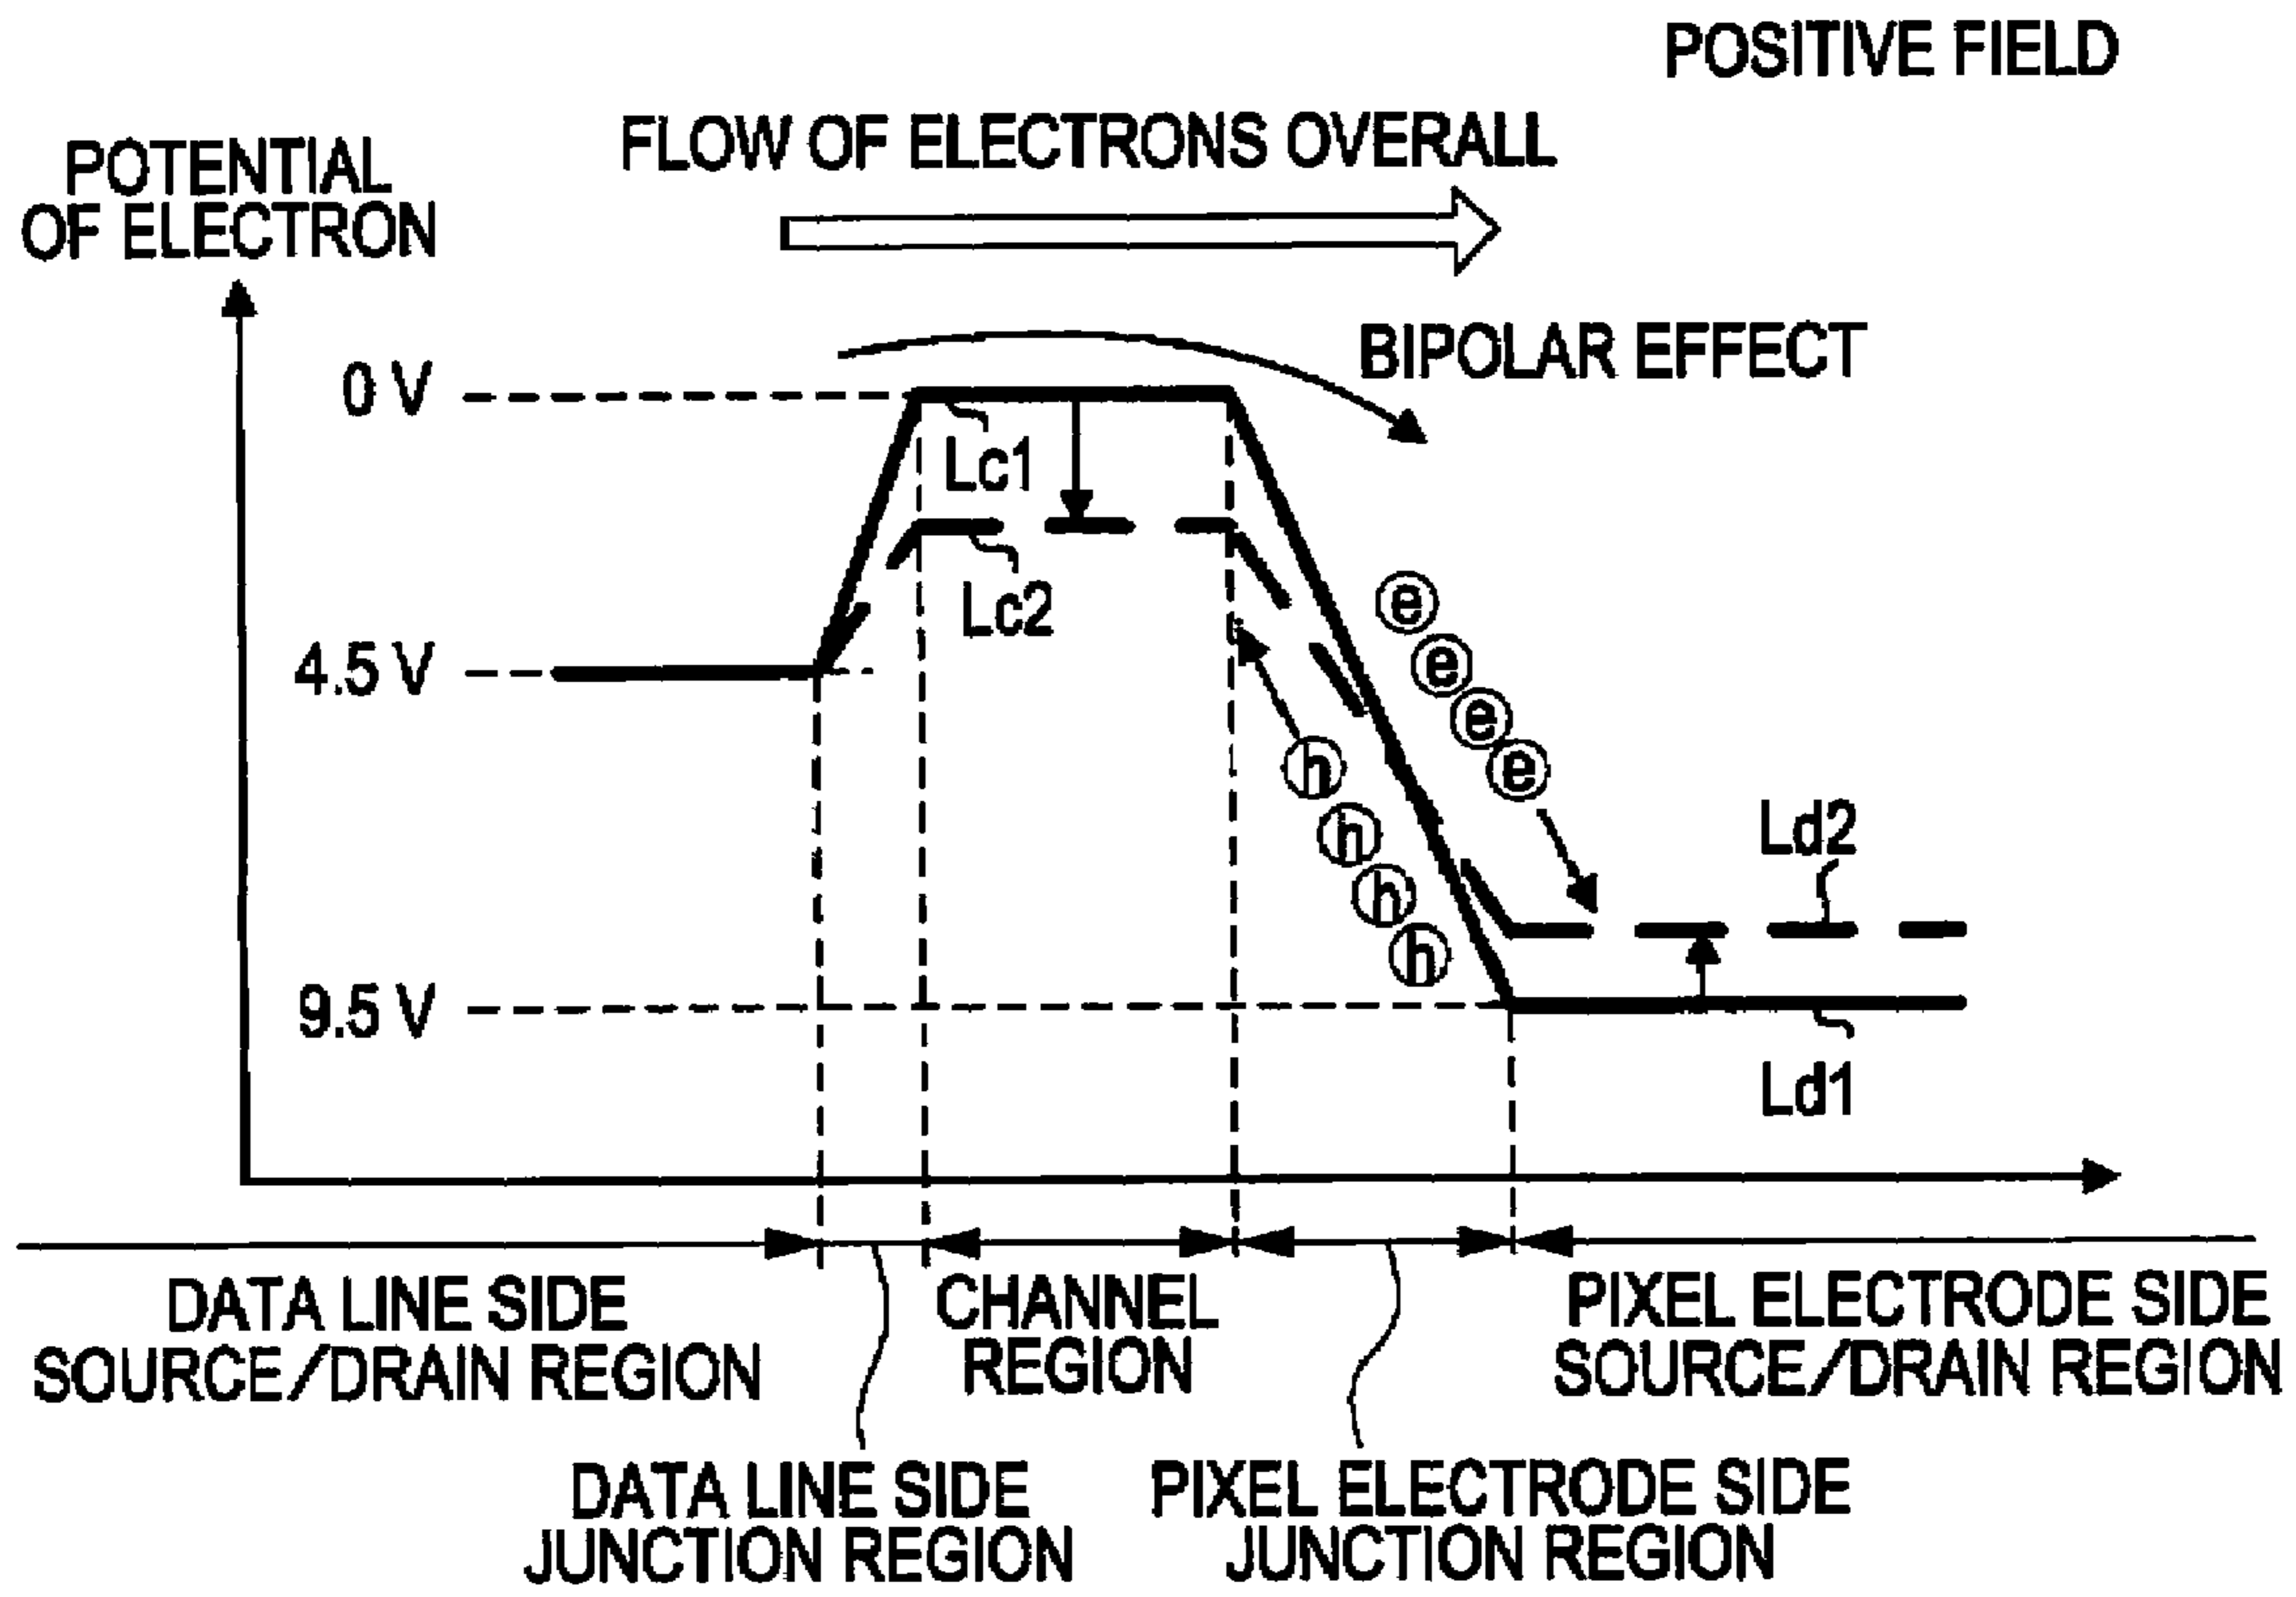 POSITIVE FIELD
FLOW OF ELECTRONS OVERALL
POTENTIAL
OF ELECTRON
BIPOLAR EFFECT
0 V
Lc1
Lc2
4.5 V
e
e
e
e
h
h
h
h
Ld2
9.5 V
Ld1
DATA LINE SIDE
SOURCE/DRAIN REGION
CHANNEL
REGION
PIXEL ELECTRODE SIDE
SOURCE/DRAIN REGION
DATA LINE SIDE
JUNCTION REGION
PIXEL ELECTRODE SIDE
JUNCTION REGION